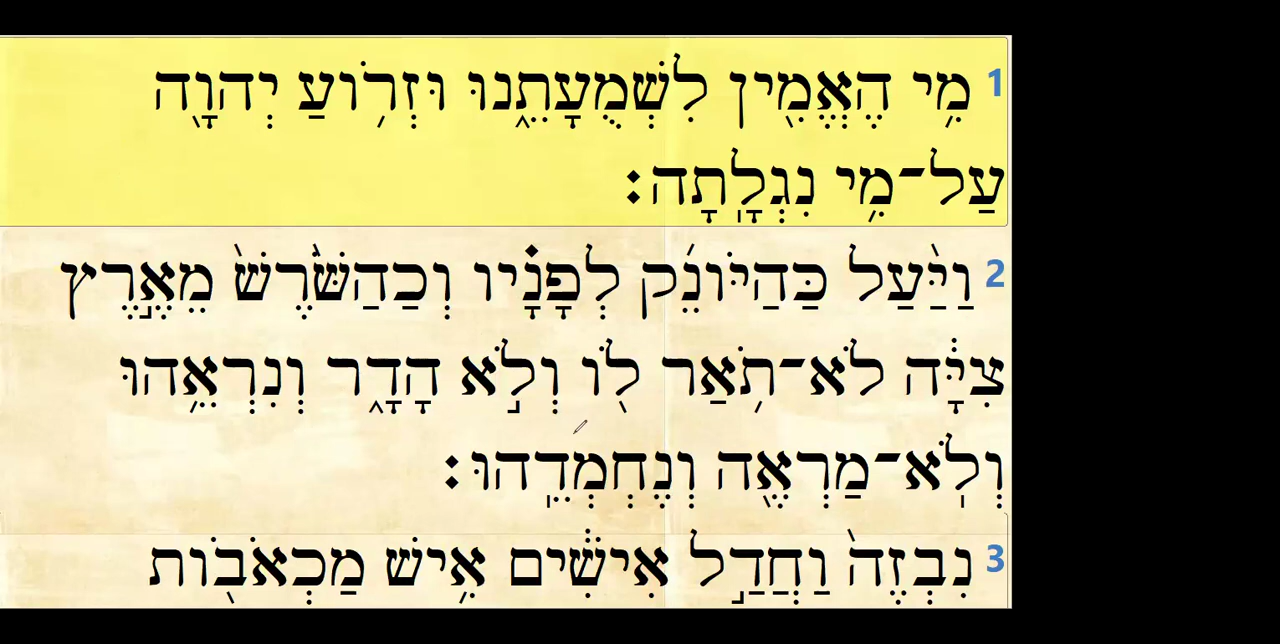 1 מִ֥י הֶאֱמִ֖ין לִשְׁמֻעָתֵ֑נוּ וּזְר֥וֹעַ יְהוָ֖ה
עַל־מִ֥י נִגְלָֽתָה׃
2 וַיַּ֨עַל כַּיּוֹנֵ֜ק לְפָנָ֗יו וְכַשֹּׁ֙רֶשׁ֙ מֵאֶ֣רֶץ
צִיָּ֔ה לֹא־תֹ֥אַר ל֖וֹ וְלֹ֣א הָדָ֑ר וְנִרְאֵ֥הוּ
וְלֹֽא־מַרְאֶ֖ה וְנֶחְמְדֵֽהוּ׃
3 נִבְזֶה֙ וַחֲדַ֣ל אִישִׁ֔ים אִ֥ישׁ מַכְאֹב֖וֹת